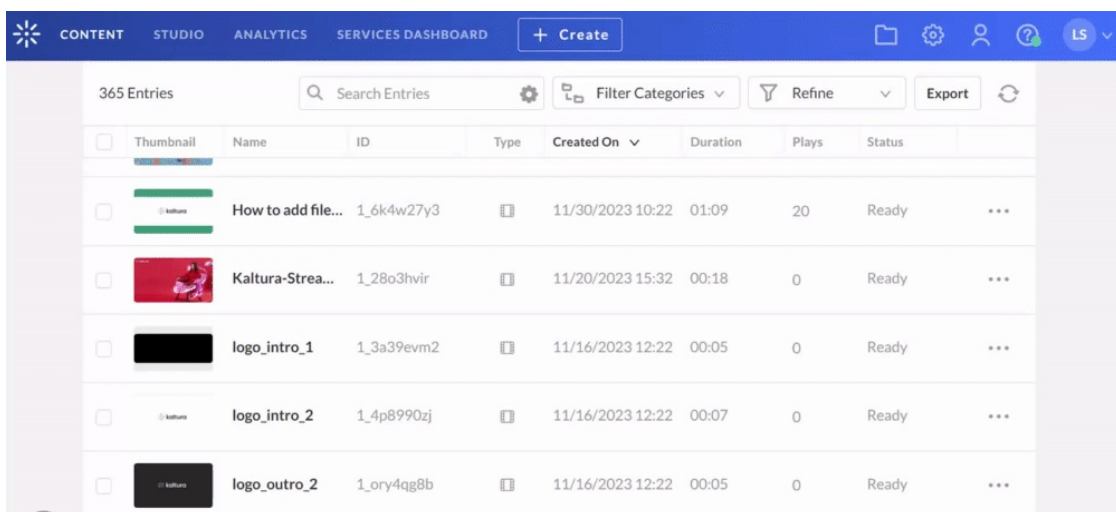 CONTENT STUDIO ANALYTICS SERVICES DASHBOARD + Create LS
365 Entries Search Entries Filter Categories Refine Export
Thumbnail Name ID Type Created On Duration Plays Status
kaltura How to add file... 1_6k4w27y3 11/30/2023 10:22 01:09 20 Ready
Kaltura-Strea... 1_28o3hvir 11/20/2023 15:32 00:18 0 Ready
logo_intro_1 1_3a39evm2 11/16/2023 12:22 00:05 0 Ready
kaltura logo_intro_2 1_4p8990zj 11/16/2023 12:22 00:07 0 Ready
kaltura logo_outro_2 1_ory4qg8b 11/16/2023 12:22 00:05 0 Ready